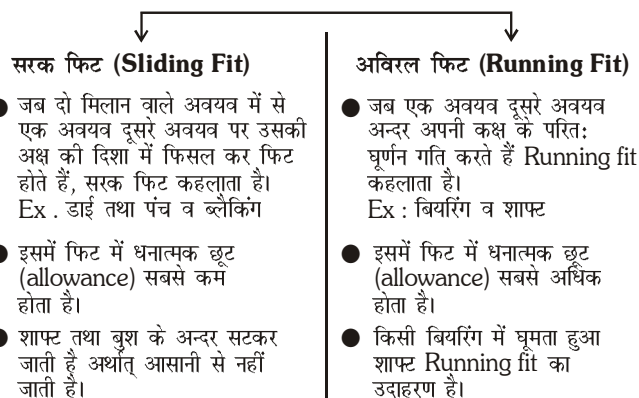 सरक फिट (Sliding Fit)
● जब दो मिलान वाले अवयव में से
एक अवयव दूसरे अवयव पर उसकी
अक्ष की दिशा में फिसल कर फिट
होते हैं, सरक फिट कहलाता है।
Ex . डाई तथा पंच व ब्लैकिंग
● इसमें फिट में धनात्मक छूट
(allowance) सबसे कम
होता है।
● शाफ्ट तथा बुश के अन्दर सटकर
जाती है अर्थात् आसानी से नहीं
जाती है।
अविरल फिट (Running Fit)
● जब एक अवयव दूसरे अवयव
अन्दर अपनी कक्ष के परितः
घूर्णन गति करते हैं Running fit
कहलाता है।
Ex : बियरिंग व शाफ्ट
● इसमें फिट में धनात्मक छूट
(allowance) सबसे अधिक
होता है।
● किसी बियरिंग में घूमता हुआ
शाफ्ट Running fit का
उदाहरण है।